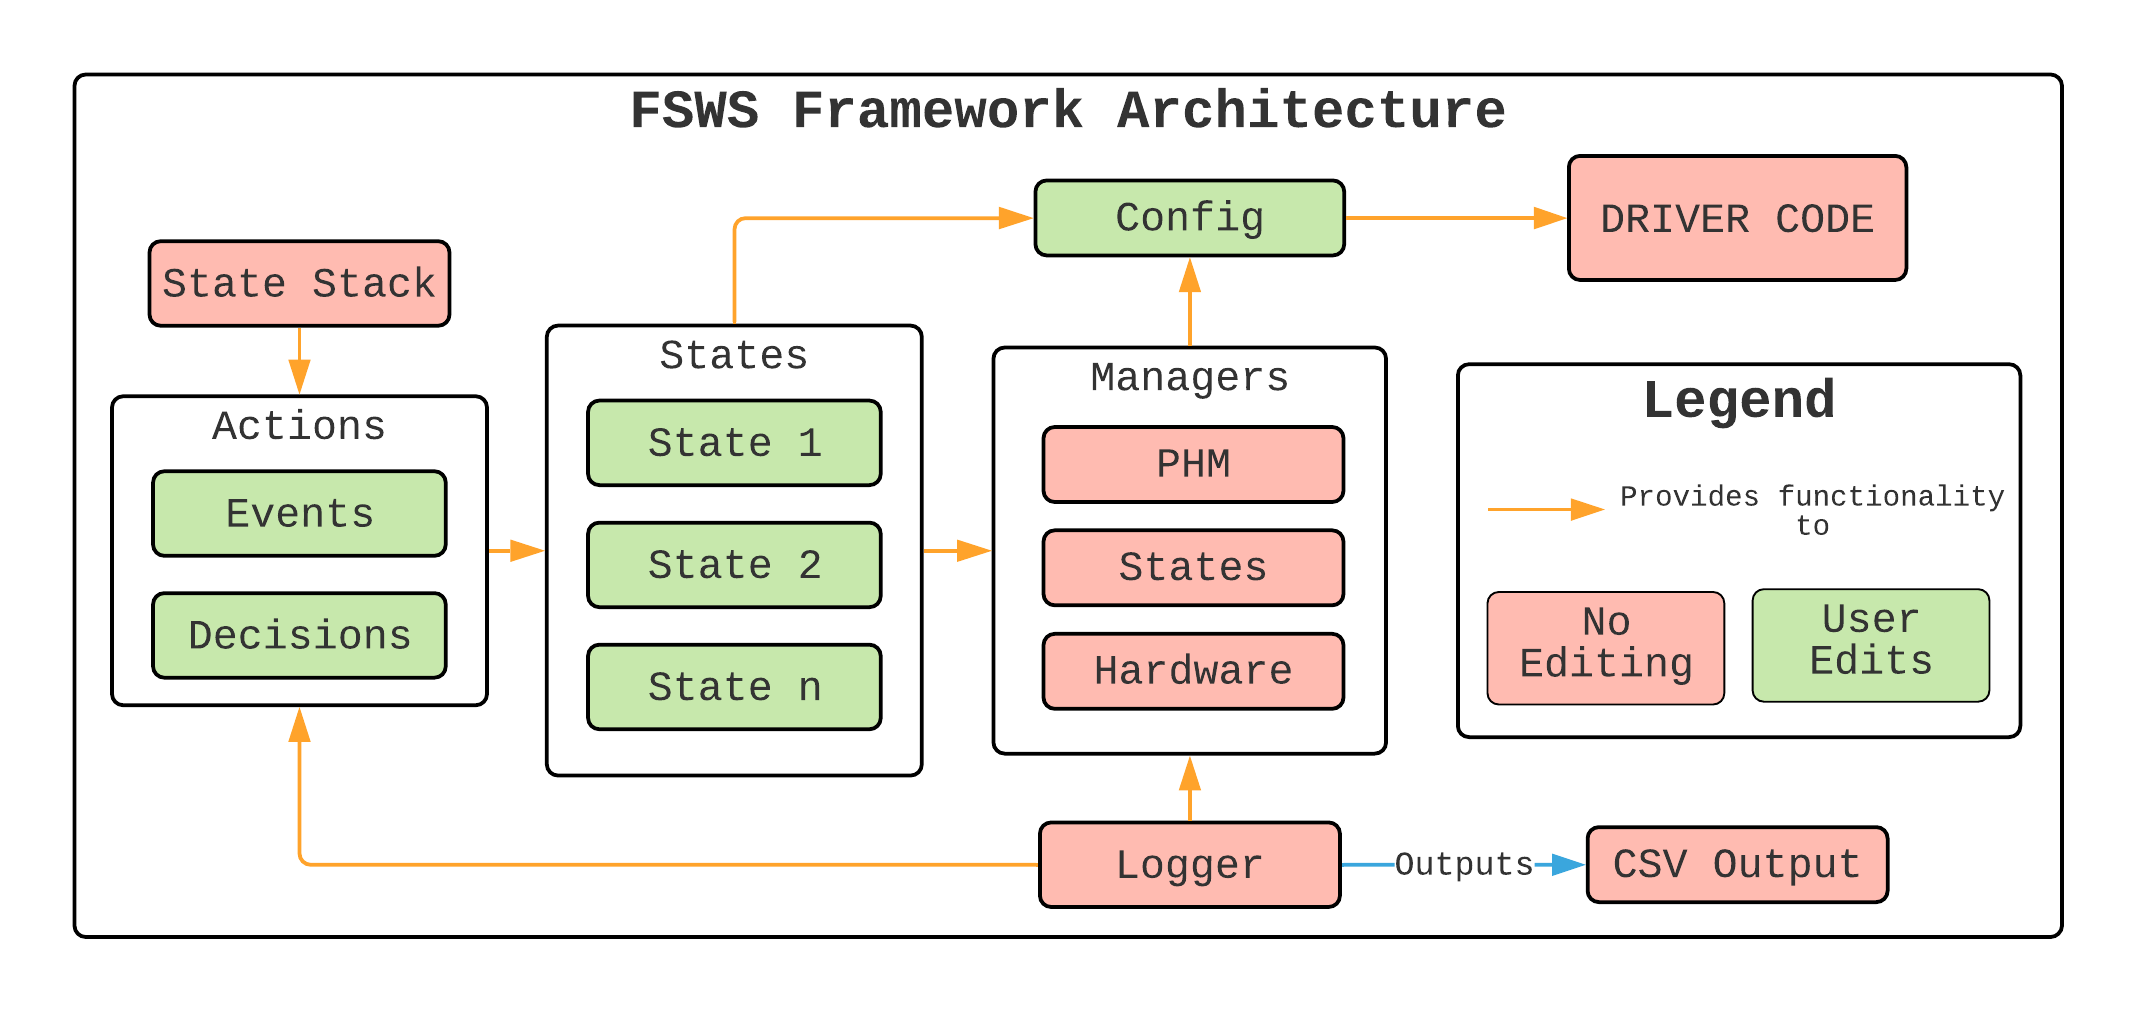 FSWS Framework Architecture
State Stack
Actions
Events
Decisions
States
State 1
State 2
State n
Config
DRIVER CODE
Managers
PHM
States
Hardware
Logger
Outputs
CSV Output
Legend
Provides functionality
to
No
Editing
User
Edits